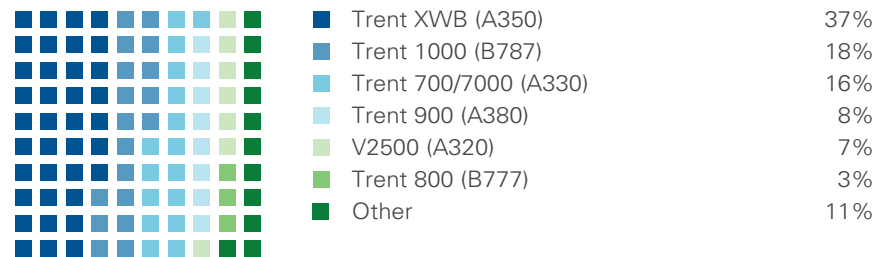 Trent XWB (A350) 37%
Trent 1000 (B787) 18%
Trent 700/7000 (A330) 16%
Trent 900 (A380) 8%
V2500 (A320) 7%
Trent 800 (B777) 3%
Other 11%